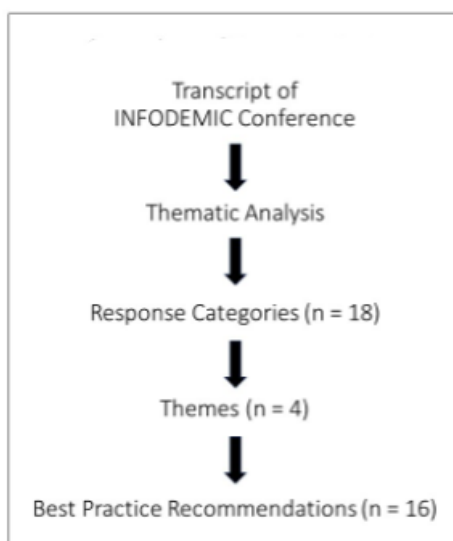 Transcript of
INFODEMIC Conference
Thematic Analysis
Response Categories (n = 18)
Themes (n = 4)
Best Practice Recommendations (n = 16)